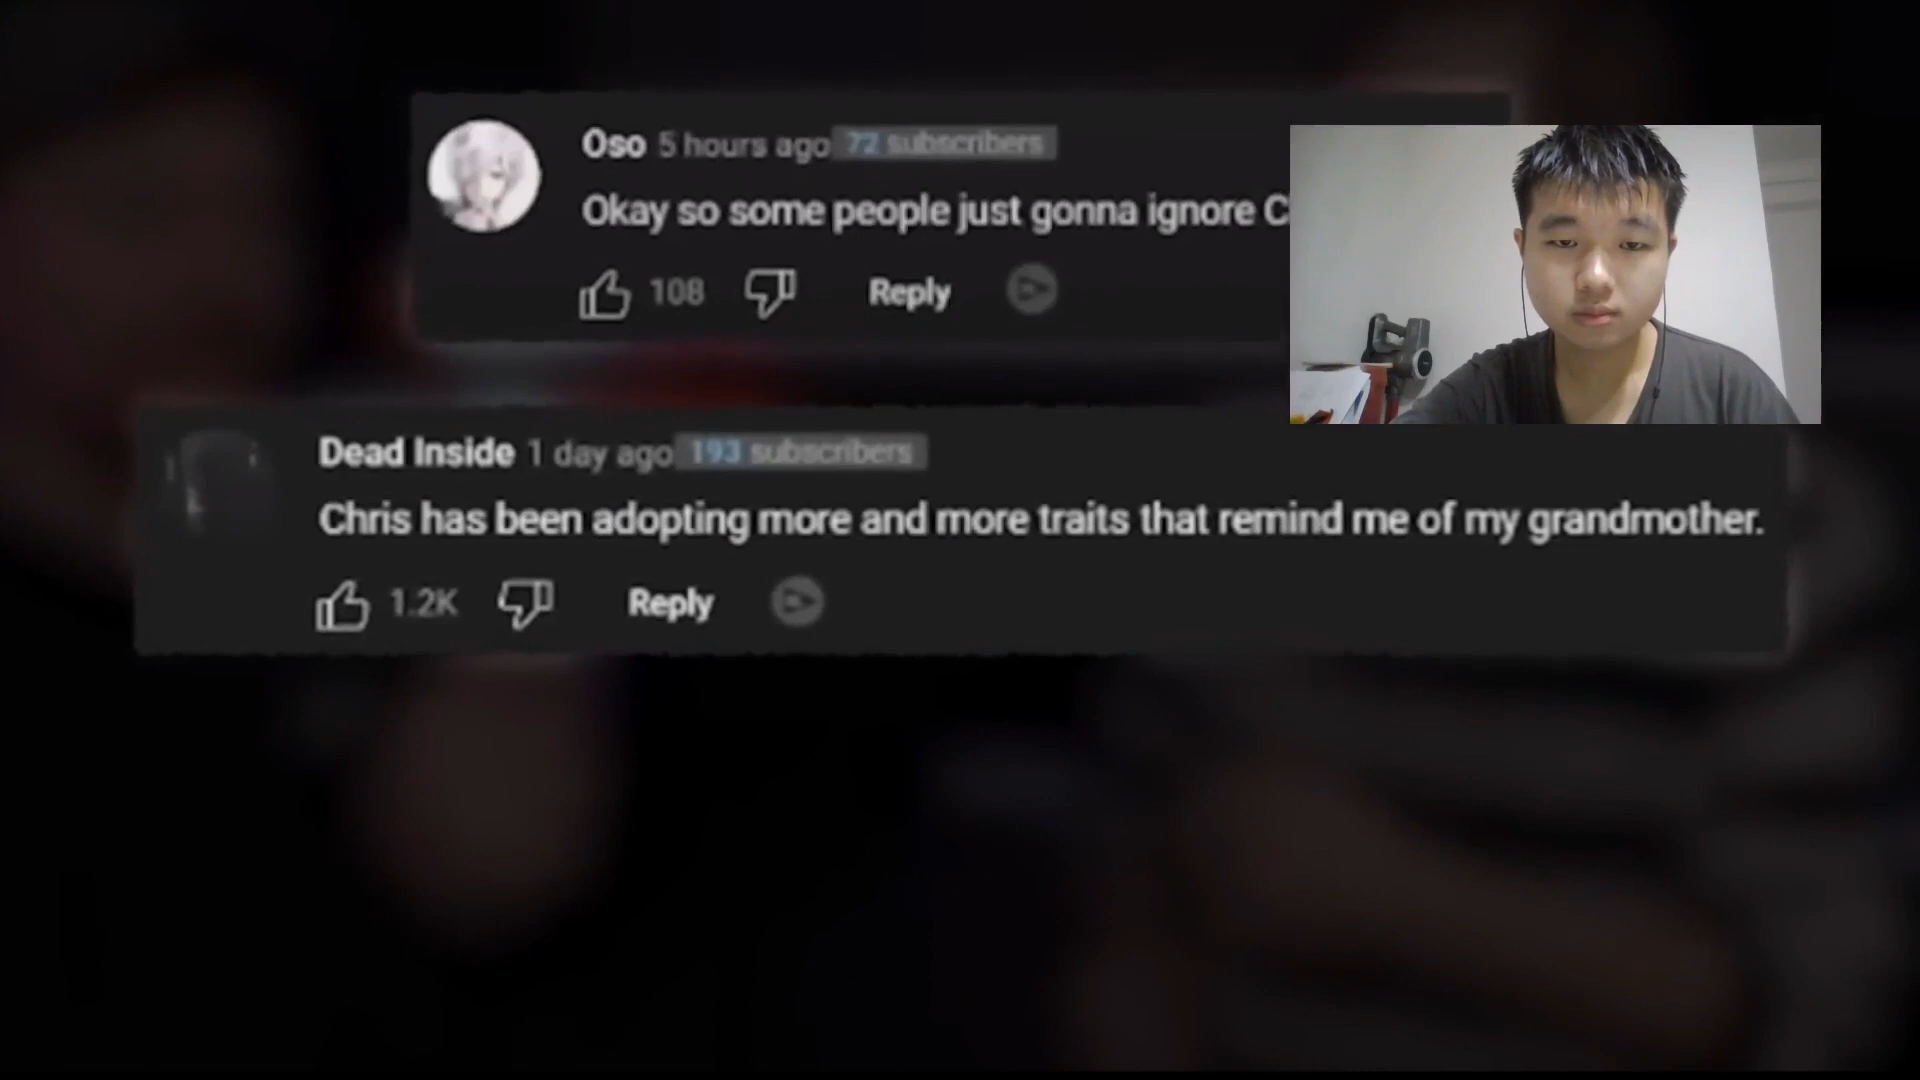 Oso 5 hours ago 72 subscribers
Okay so some people just gonna ignore C
108 Reply
Dead Inside 1 day ago 193 subscribers
Chris has been adopting more and more traits that remind me of my grandmother.
1.2K Reply